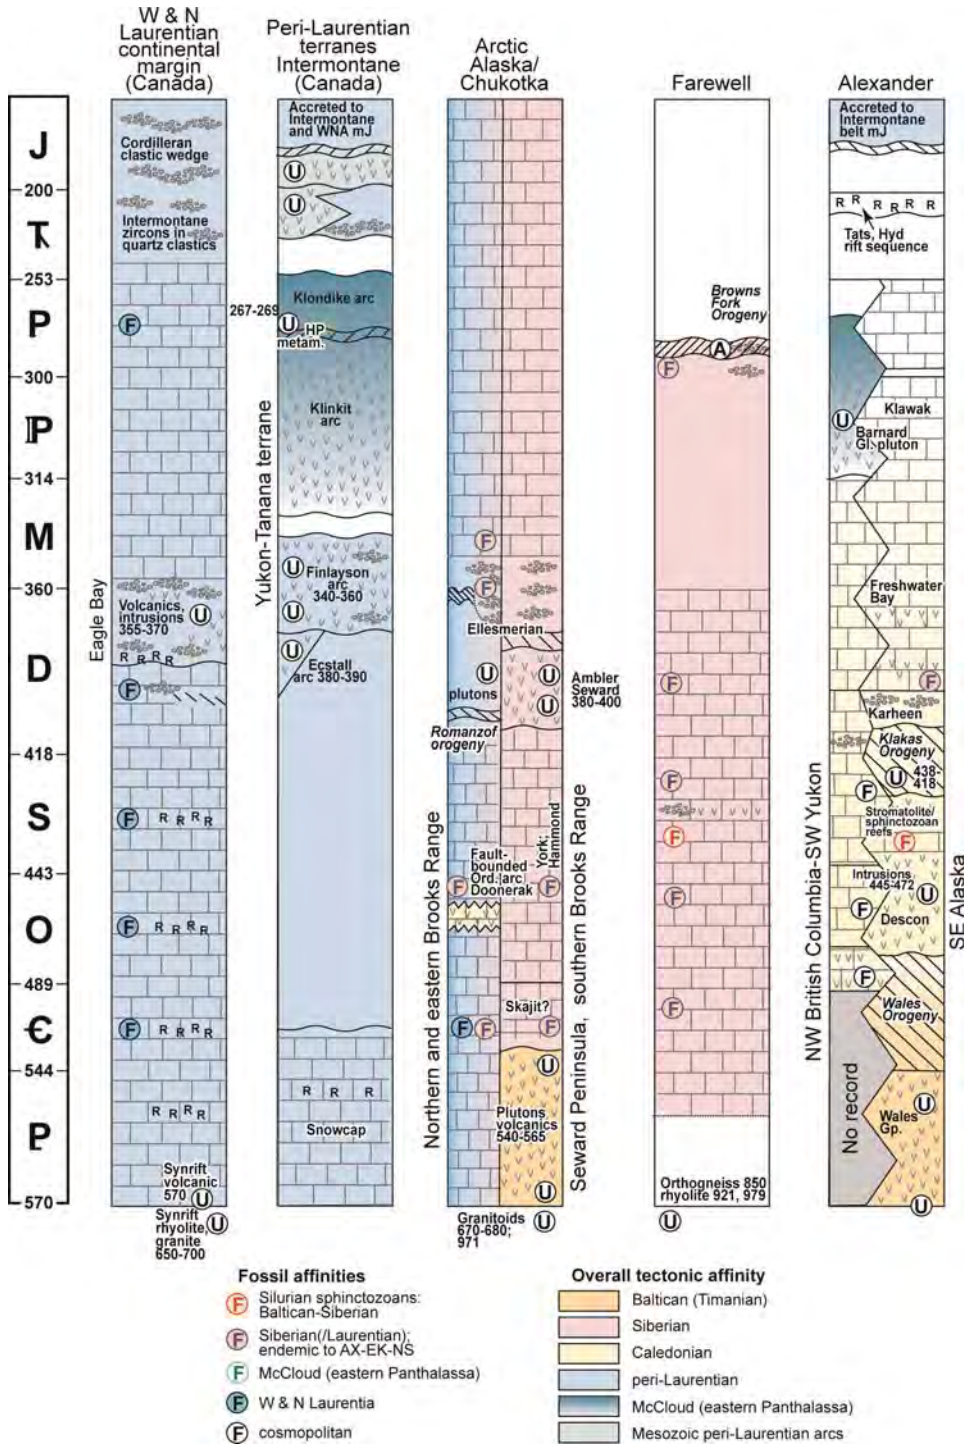 W & N
Laurentian
continental
margin
(Canada)
Peri-Laurentian
terranes
Intermontane
(Canada)
Arctic
Alaska/
Chukotka
Farewell
Alexander
J
200
253
P
300
314
M
360
D
418
S
443
O
489
544
570
Eagle Bay
Cordilleran
clastic wedge
Intermontane
zircons in
quartz clastics
F
Volcanics,
intrusions
355-370
U
R R R R
F
F
R R R R
F
R R R R
F
R R R R
R R R R
Synrift
volcanic
570
U
Synrift
rhyolite,
granite
650-700
U
Yukon-Tanana terrane
Accreted to
Intermontane
and WNA mJ
U
U
Klondike arc
267-269
U
HP
metam.
Klinkit
arc
U
Finlayson
arc
340-360
U
U
Ecstall
arc 380-390
R R R
Snowcap
Northern and eastern Brooks Range
F
F
Ellesmerian
U
plutons
U
U
Ambler
Seward
380-400
Romanzof
orogeny
York;
Hammond
Fault-
bounded
Ord. arc
Doonerak
F
F
Skajit?
F
F
F
U
Plutons
volcanics
540-565
U
Granitoids
670-680;
971
U
Seward Peninsula, southern Brooks Range
Browns
Fork
Orogeny
A
F
F
F
F
F
F
Orthogneiss 850
rhyolite 921, 979
U
NW British Columbia-SW Yukon
Accreted to
Intermontane
belt mJ
R R R R R R
Tats, Hyd
rift sequence
Klawak
U
Barnard
Gl. pluton
Freshwater
Bay
F
Karheen
Klakas
Orogeny
U
438-
418
F
Stromatolite/
sphinctozoan
reefs
F
Intrusions
445-472
U
F
Descon
F
Wales
Orogeny
No record
U
Wales
Gp.
U
SE Alaska
Fossil affinities
F
Silurian sphinctozoans:
Baltican-Siberian
F
Siberian(/Laurentian);
endemic to AX-EK-NS
F
McCloud (eastern Panthalassa)
F
W & N Laurentia
F
cosmopolitan
Overall tectonic affinity
Baltican (Timanian)
Siberian
Caledonian
peri-Laurentian
McCloud (eastern Panthalassa)
Mesozoic peri-Laurentian arcs